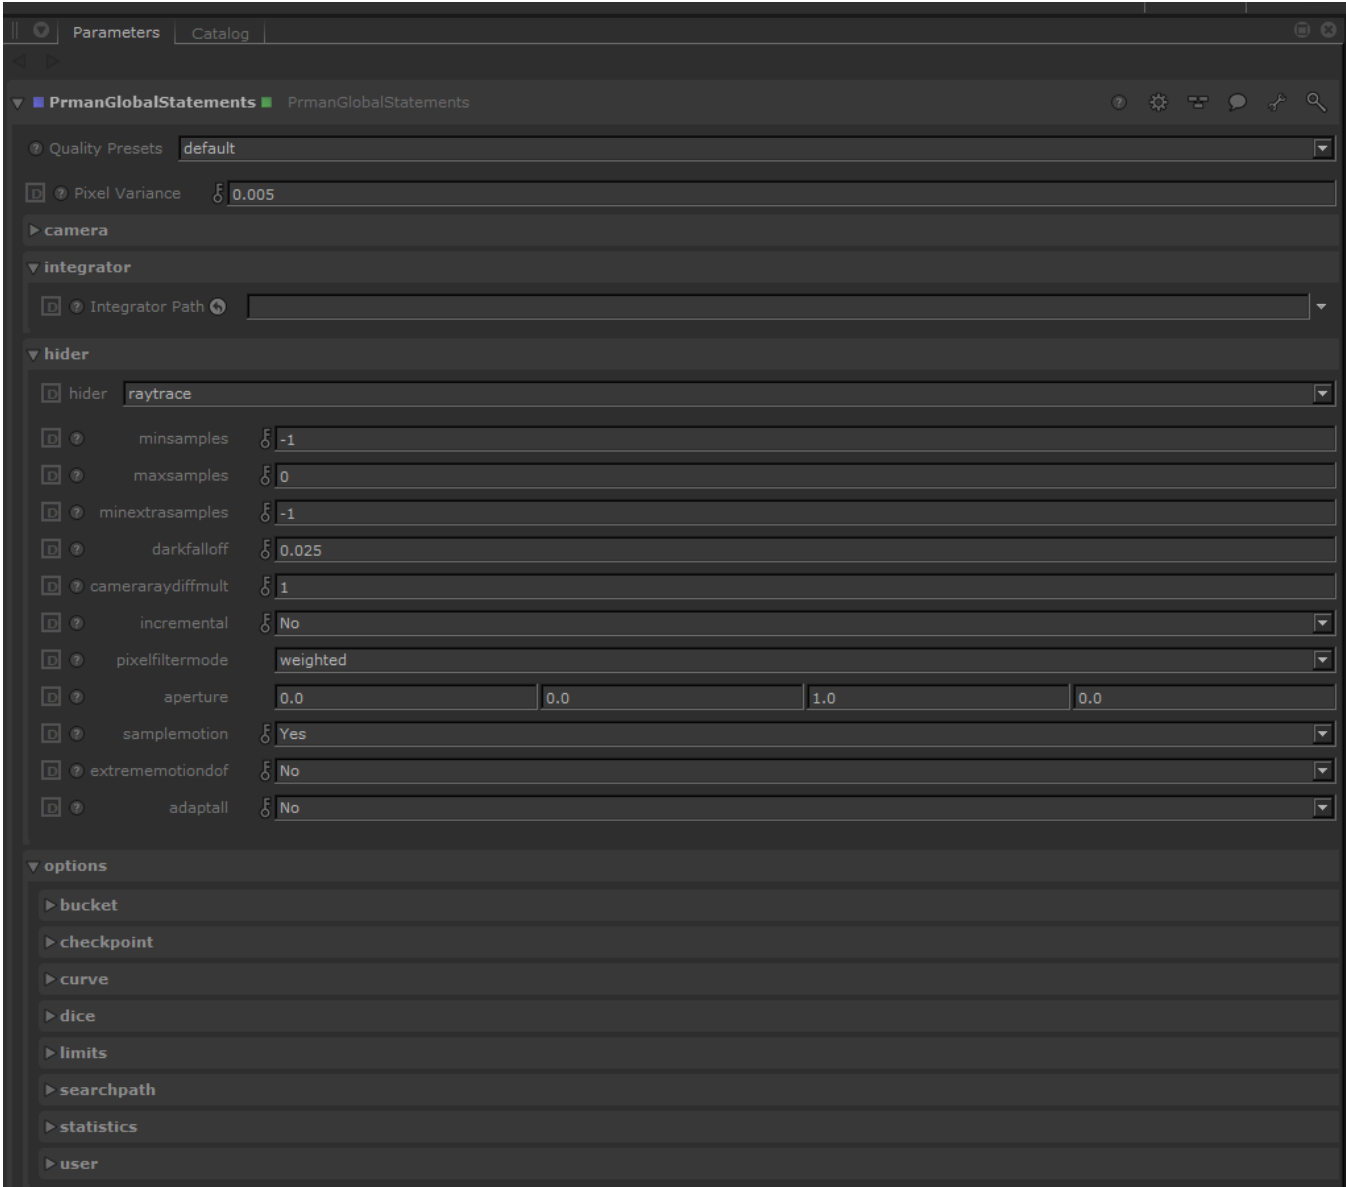 Parameters Catalog
PrmanGlobalStatements PrmanGlobalStatements
Quality Presets default
D ? Pixel Variance 0.005
camera
integrator
D ? Integrator Path
hider
D hider raytrace
D ? minsamples -1
D ? maxsamples 0
D ? minextrasamples -1
D ? darkfalloff 0.025
D ? cameraraydiffmult 1
D ? incremental No
D ? pixelfiltermode weighted
D ? aperture 0.0 0.0 1.0 0.0
D ? samplemotion Yes
D ? extrememotiondof No
D ? adaptall No
options
bucket
checkpoint
curve
dice
limits
searchpath
statistics
user